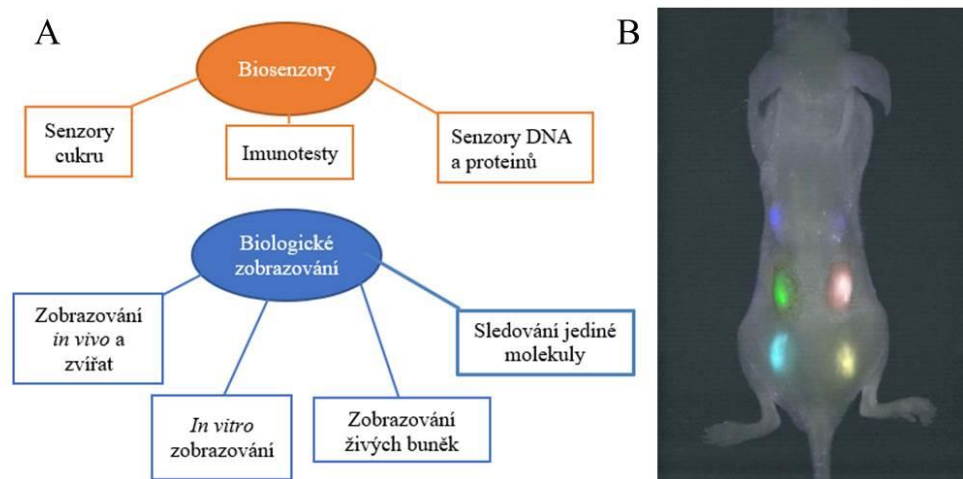 A
B
Biosenzory
Senzory
cukru
Imunotesty
Senzory DNA
a proteinů
Biologické
zobrazování
Zobrazování
in vivo a
zvířat
Sledování jediné
molekuly
In vitro
zobrazování
Zobrazování
živých buněk